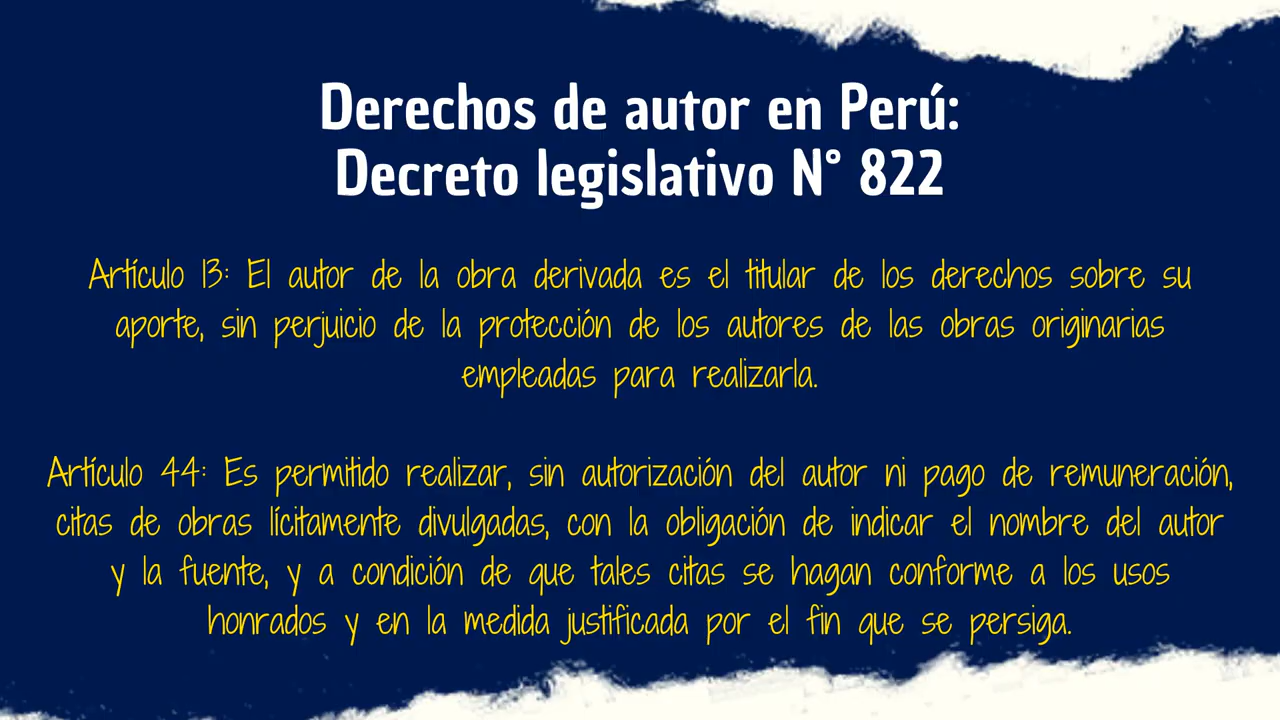 Derechos de autor en Perú:
Decreto legislativo N° 822
Artículo 13: El autor de la obra derivada es el titular de los derechos sobre su
aporte, sin perjuicio de la protección de los autores de las obras originarias
empleadas para realizarla.
Artículo 44: Es permitido realizar, sin autorización del autor ni pago de remuneración,
citas de obras lícitamente divulgadas, con la obligación de indicar el nombre del autor
y la fuente, y a condición de que tales citas se hagan conforme a los usos
honrados y en la medida justificada por el fin que se persiga.